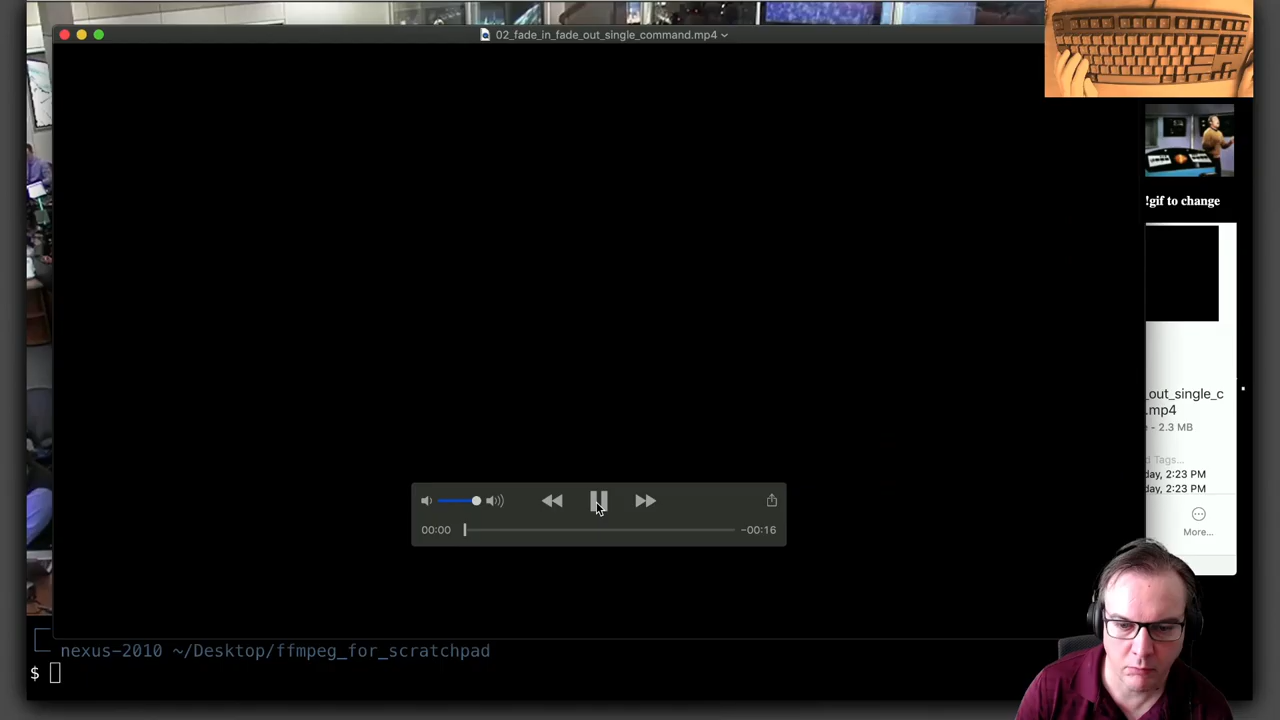 02_fade_in_fade_out_single_command.mp4
!gif to change
_out_single_c
.mp4
- 2.3 MB
d Tags...
day, 2:23 PM
day, 2:23 PM
More...
00:00
-00:16
nexus-2010 ~/Desktop/ffmpeg_for_scratchpad
$